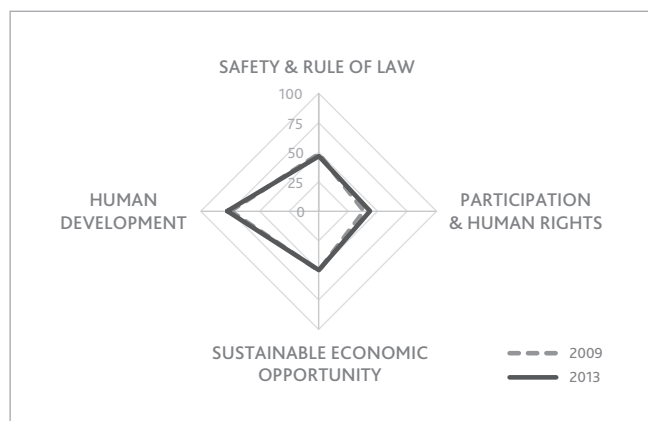 SAFETY & RULE OF LAW
100
75
50
25
0
HUMAN
DEVELOPMENT
PARTICIPATION
& HUMAN RIGHTS
SUSTAINABLE ECONOMIC
OPPORTUNITY
2009
2013